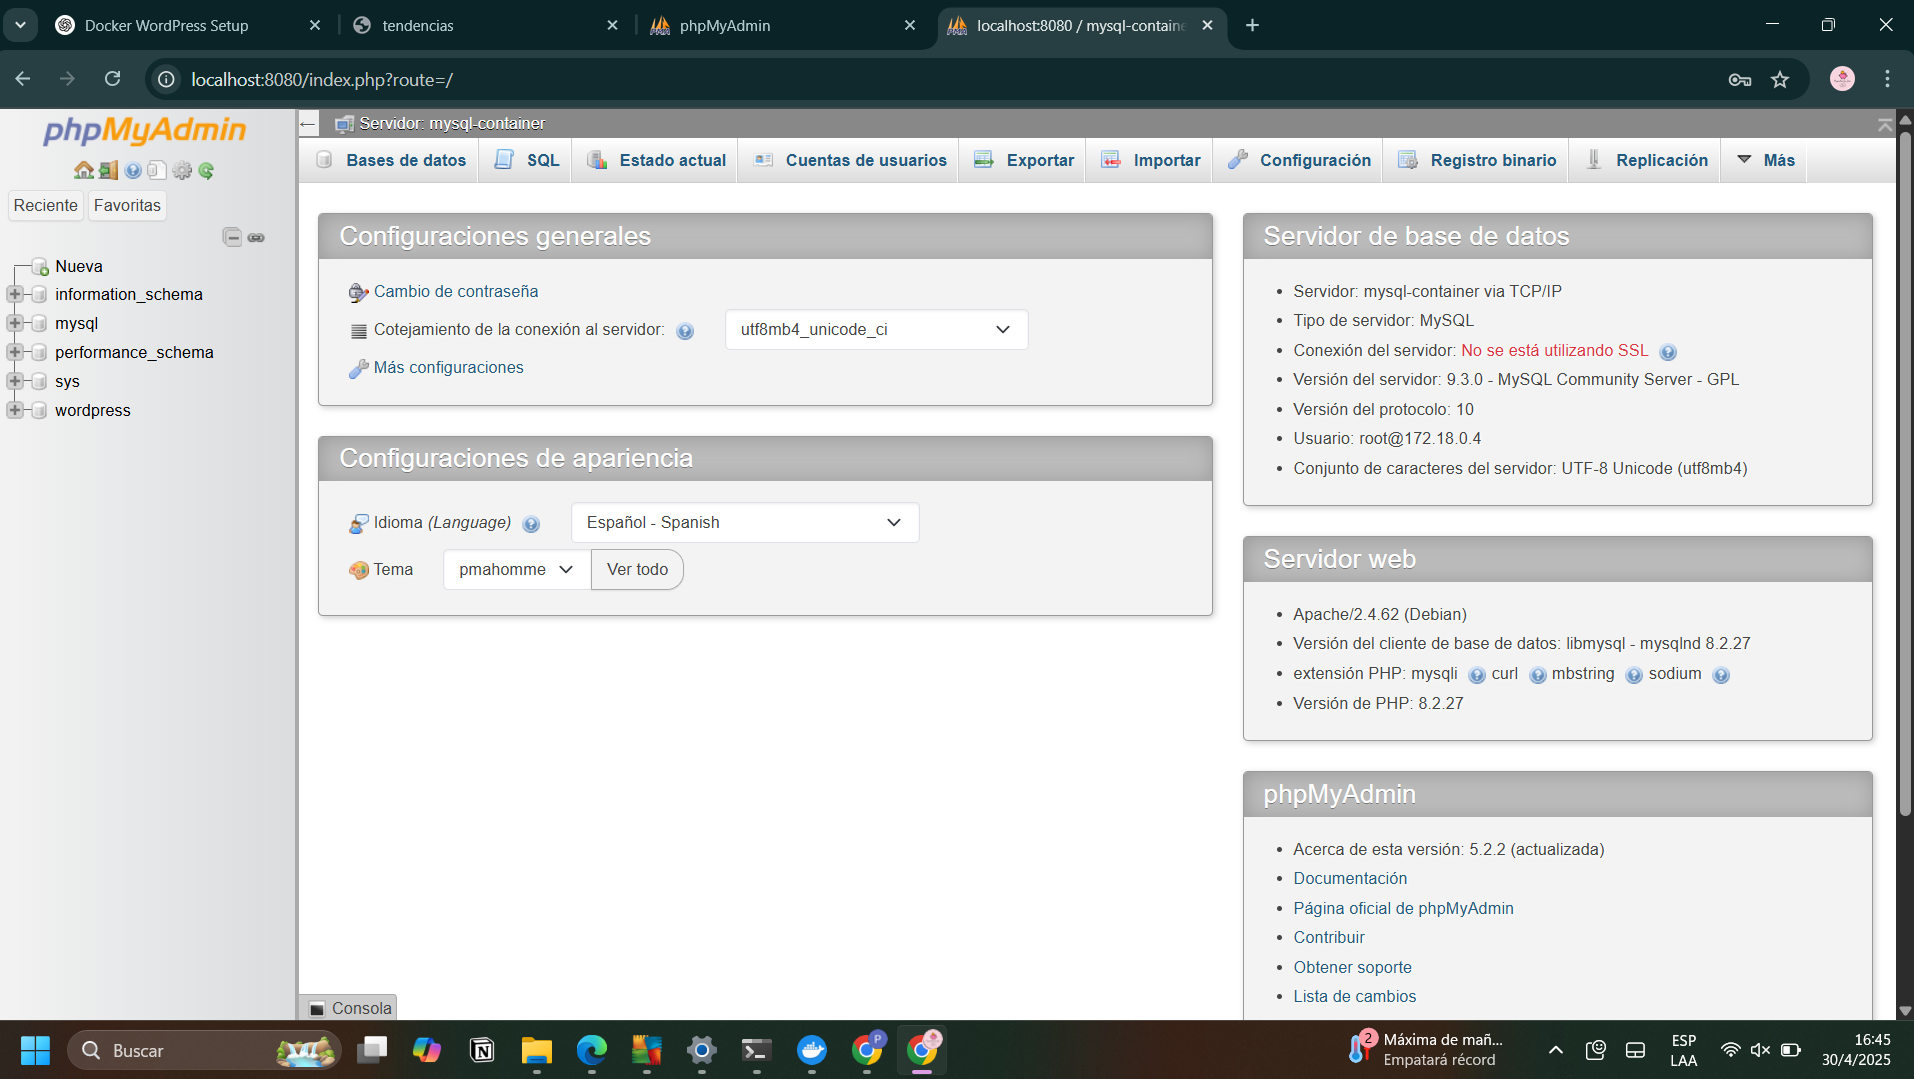 Docker WordPress Setup
tendencias
phpMyAdmin
localhost:8080 / mysql-containe
localhost:8080/index.php?route=/
phpMyAdmin
Reciente
Favoritas
Nueva
information_schema
mysql
performance_schema
sys
wordpress
Servidor: mysql-container
Bases de datos
SQL
Estado actual
Cuentas de usuarios
Exportar
Importar
Configuración
Registro binario
Replicación
Más
Configuraciones generales
Cambio de contraseña
Cotejamiento de la conexión al servidor:
utf8mb4_unicode_ci
Más configuraciones
Configuraciones de apariencia
Idioma (Language)
Español - Spanish
Tema
pmahomme
Ver todo
Servidor de base de datos
• Servidor: mysql-container via TCP/IP
• Tipo de servidor: MySQL
• Conexión del servidor: No se está utilizando SSL
• Versión del servidor: 9.3.0 - MySQL Community Server - GPL
• Versión del protocolo: 10
• Usuario: root@172.18.0.4
• Conjunto de caracteres del servidor: UTF-8 Unicode (utf8mb4)
Servidor web
• Apache/2.4.62 (Debian)
• Versión del cliente de base de datos: libmysql - mysqlnd 8.2.27
• extensión PHP: mysqli curl mbstring sodium
• Versión de PHP: 8.2.27
phpMyAdmin
• Acerca de esta versión: 5.2.2 (actualizada)
• Documentación
• Página oficial de phpMyAdmin
• Contribuir
• Obtener soporte
• Lista de cambios
Consola
Buscar
P
2
Máxima de mañ...
Empatará récord
ESP
LAA
16:45
30/4/2025